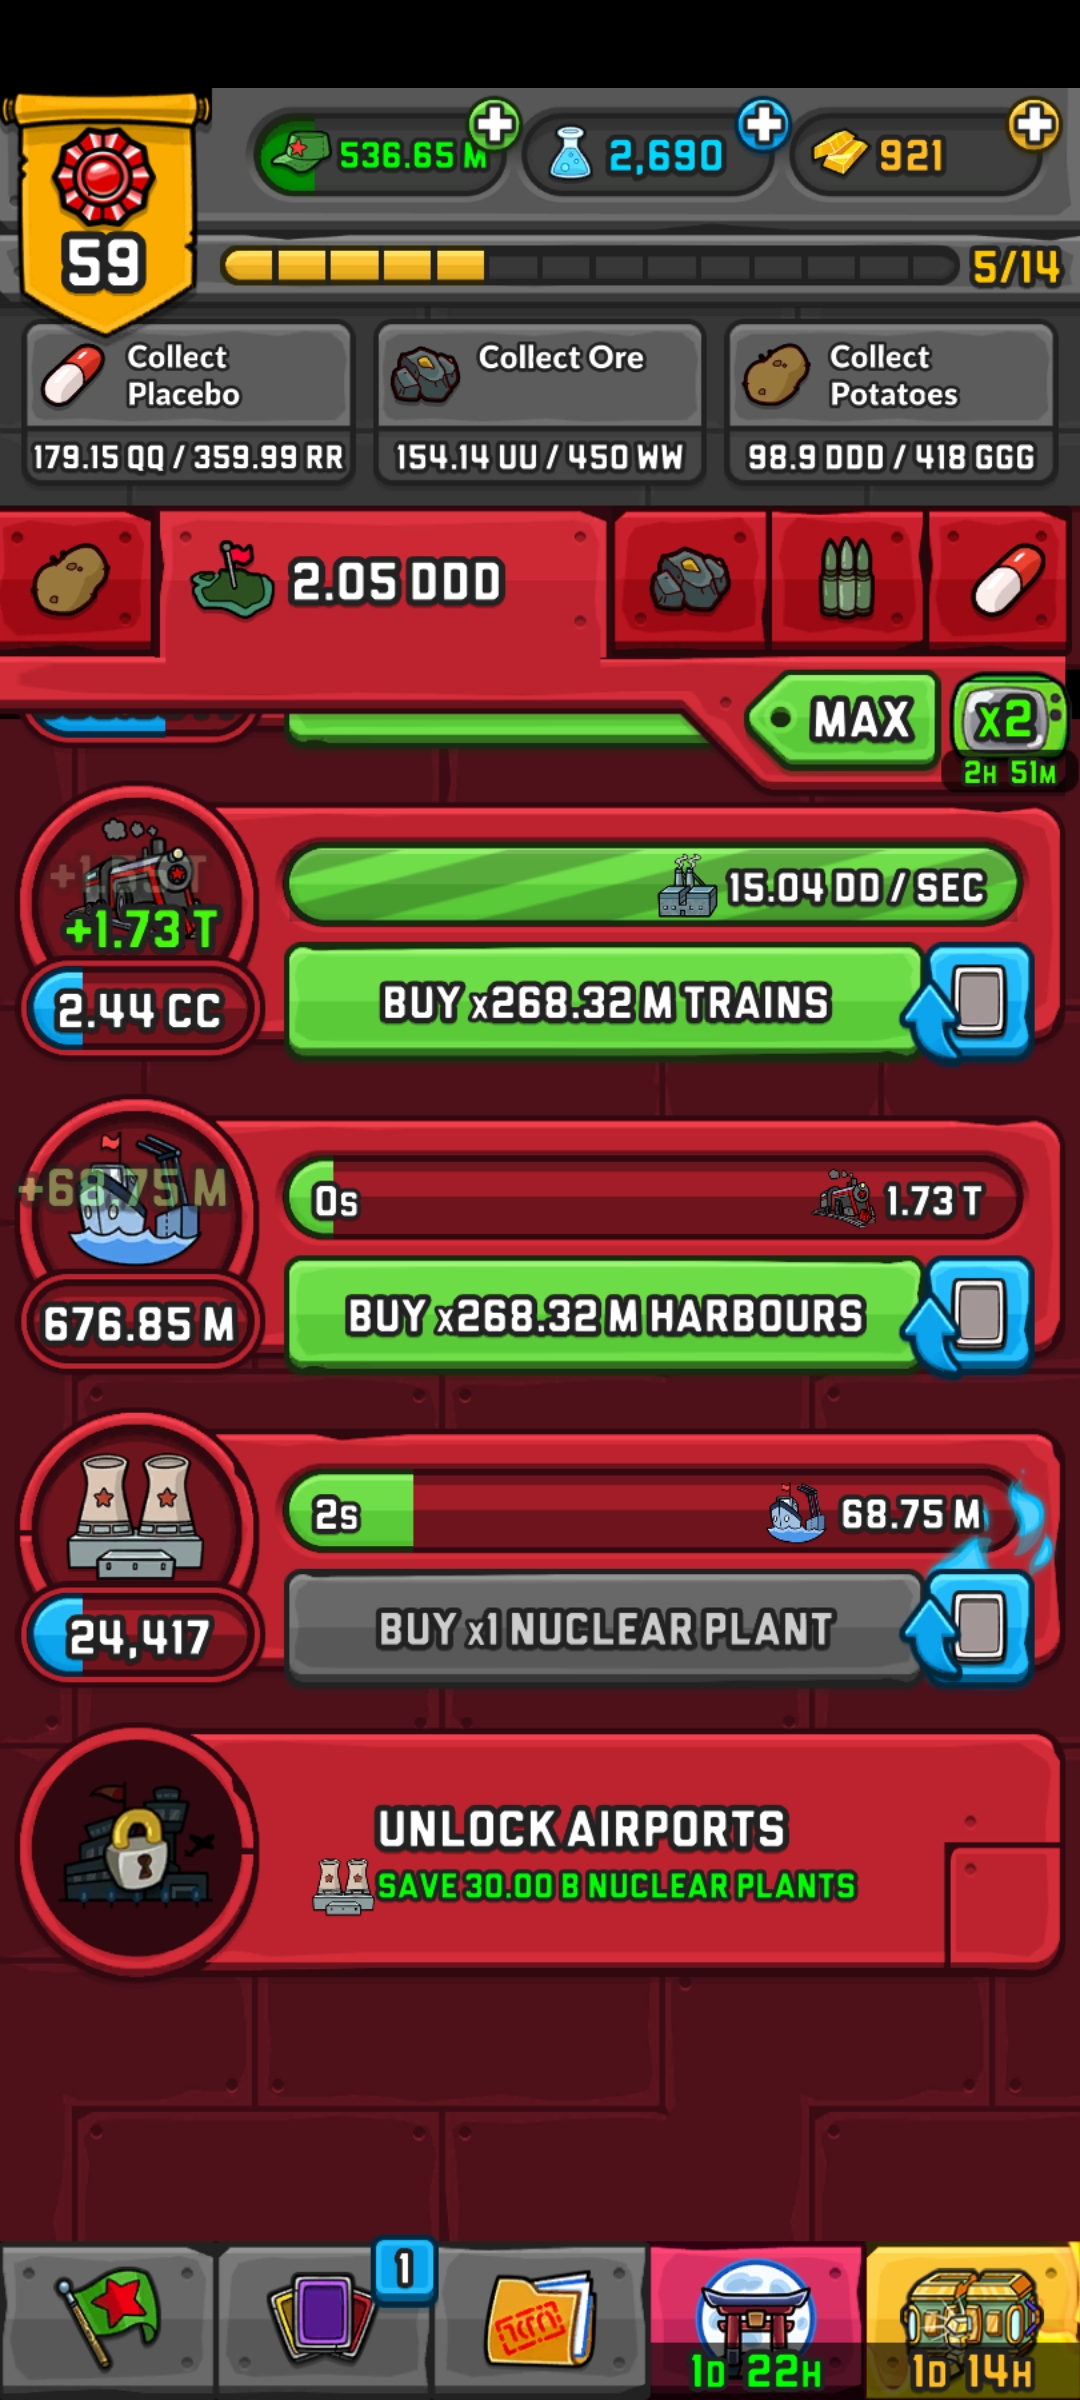 59
536.65 M
2,690
921
5/14
Collect
Placebo
179.15 QQ / 359.99 RR
Collect Ore
154.14 UU / 450 WW
Collect
Potatoes
98.9 DDD / 418 GGG
2.05 DDD
MAX
x2
2H 51M
+1.73 T
2.44 CC
15.04 DD / SEC
BUY x268.32 M TRAINS
+68.75 M
676.85 M
0s
1.73 T
BUY x268.32 M HARBOURS
24,417
2s
68.75 M
BUY x1 NUCLEAR PLANT
UNLOCK AIRPORTS
SAVE 30.00 B NUCLEAR PLANTS
1
1D 22H
1D 14H